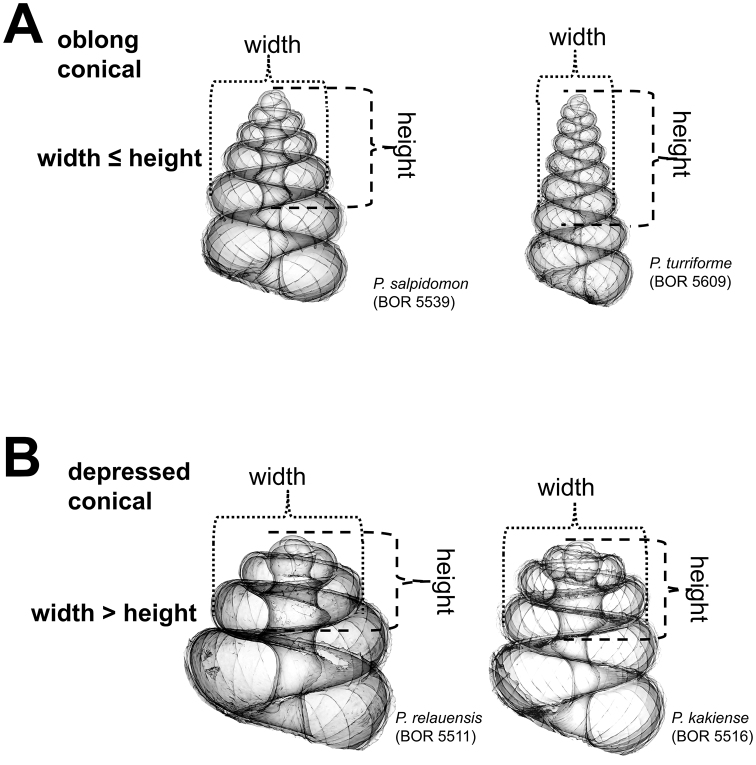 A
oblong
conical
width
width
width ≤ height
height
height
P. salpidomon
(BOR 5539)
P. turriforme
(BOR 5609)
B
depressed
conical
width
width
width > height
height
height
P. relauensis
(BOR 5511)
P. kakiense
(BOR 5516)